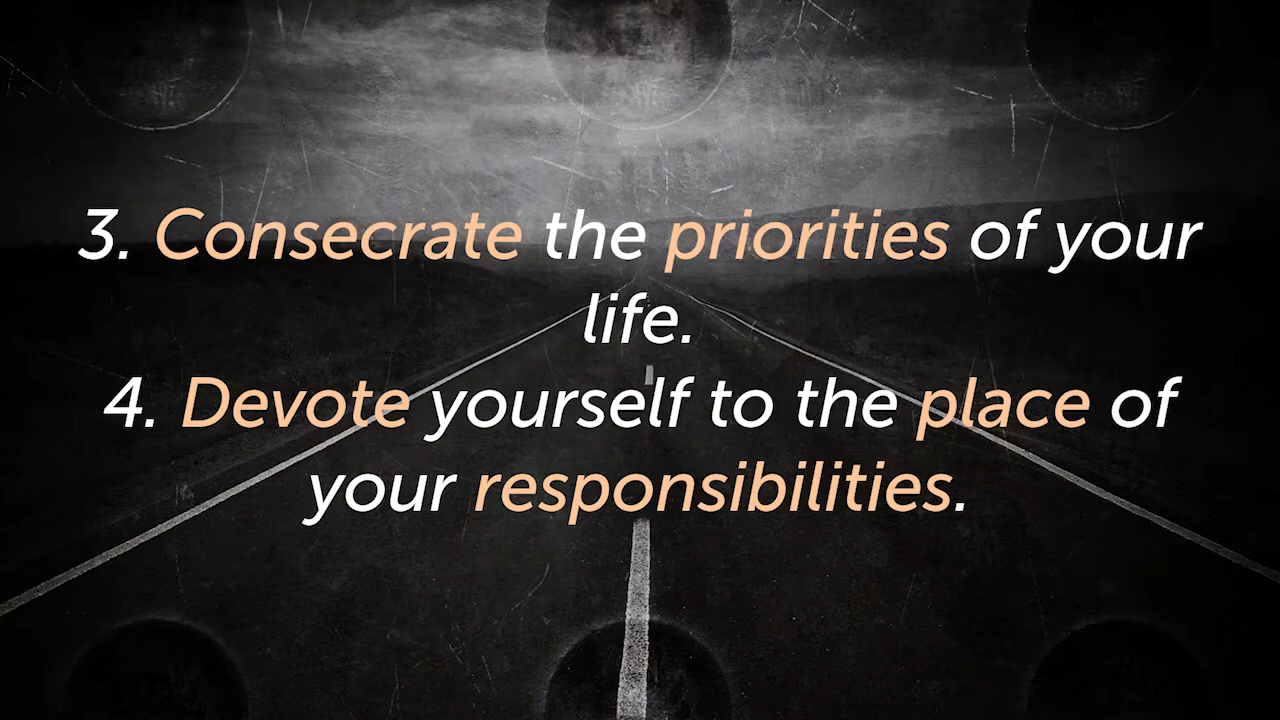 3. Consecrate the priorities of your
life.
4. Devote yourself to the place of
your responsibilities.